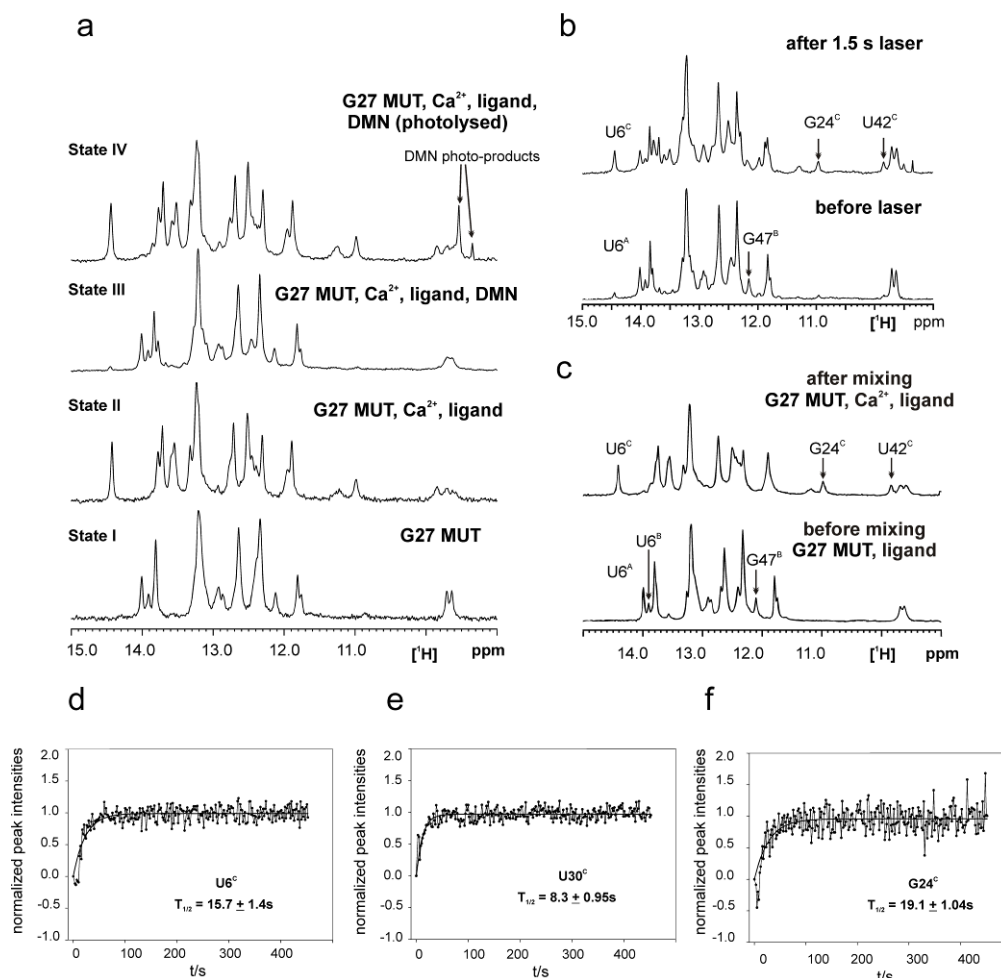 a
State IV
G27 MUT, Ca²⁺, ligand,
DMN (photolysed)
DMN photo-products
State III
G27 MUT, Ca²⁺, ligand, DMN
State II
G27 MUT, Ca²⁺, ligand
State I
G27 MUT
15.0 14.0 13.0 12.0 11.0 [¹H] ppm
b
after 1.5 s laser
U6ᶜ G24ᶜ U42ᶜ
before laser
U6ᴬ G47ᴮ
15.0 14.0 13.0 12.0 11.0 [¹H] ppm
c
after mixing
G27 MUT, Ca²⁺, ligand
U6ᶜ G24ᶜ U42ᶜ
before mixing
G27 MUT, ligand
U6ᴬ U6ᴮ G47ᴮ
14.0 13.0 12.0 11.0 [¹H] ppm
d
normalized peak intensities
2.0
1.5
1.0
0.5
0.0
-0.5
-1.0
U6ᶜ
T₁/₂ = 15.7 ± 1.4s
0 100 200 300 400
t/s
e
normalized peak intensities
2.0
1.5
1.0
0.5
0.0
-0.5
-1.0
U30ᶜ
T₁/₂ = 8.3 ± 0.95s
0 100 200 300 400
t/s
f
normalized peak intensities
2.0
1.5
1.0
0.5
0.0
-0.5
-1.0
G24ᶜ
T₁/₂ = 19.1 ± 1.04s
0 100 200 300 400
t/s